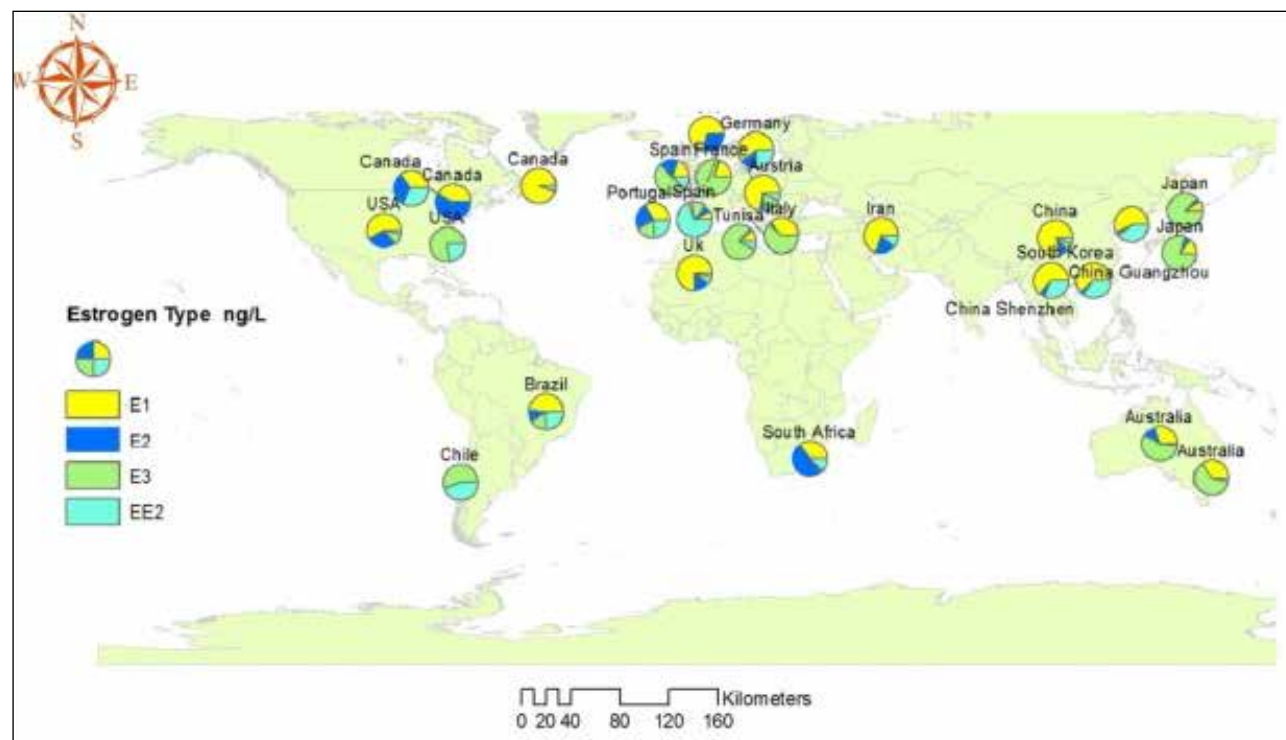 N
W
E
S
Germany
Canada
Canada
Spain
France
Canada
Austria
Portugal
Spain
Japan
USA
USA
Tunisa
Italy
Iran
China
Japan
Uk
South Korea
China Guangzhou
China Shenzhen
Estrogen Type ng/L
E1
E2
E3
EE2
Brazil
Chile
South Africa
Australia
Australia
Kilometers
0 20 40 80 120 160